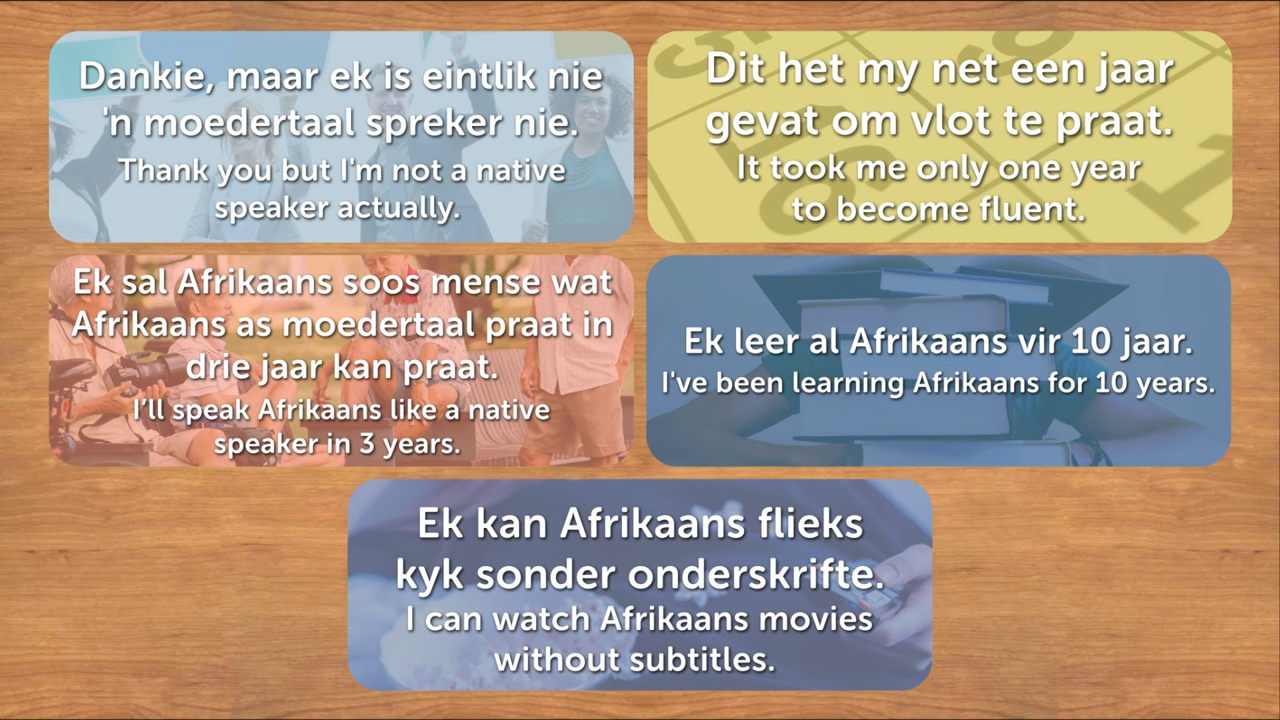 Dankie, maar ek is eintlik nie
'n moedertaal spreker nie.
Thank you but I'm not a native
speaker actually.
Dit het my net een jaar
gevat om vlot te praat.
It took me only one year
to become fluent.
Ek sal Afrikaans soos mense wat
Afrikaans as moedertaal praat in
drie jaar kan praat.
I’ll speak Afrikaans like a native
speaker in 3 years.
Ek leer al Afrikaans vir 10 jaar.
I've been learning Afrikaans for 10 years.
Ek kan Afrikaans flieks
kyk sonder onderskrifte.
I can watch Afrikaans movies
without subtitles.